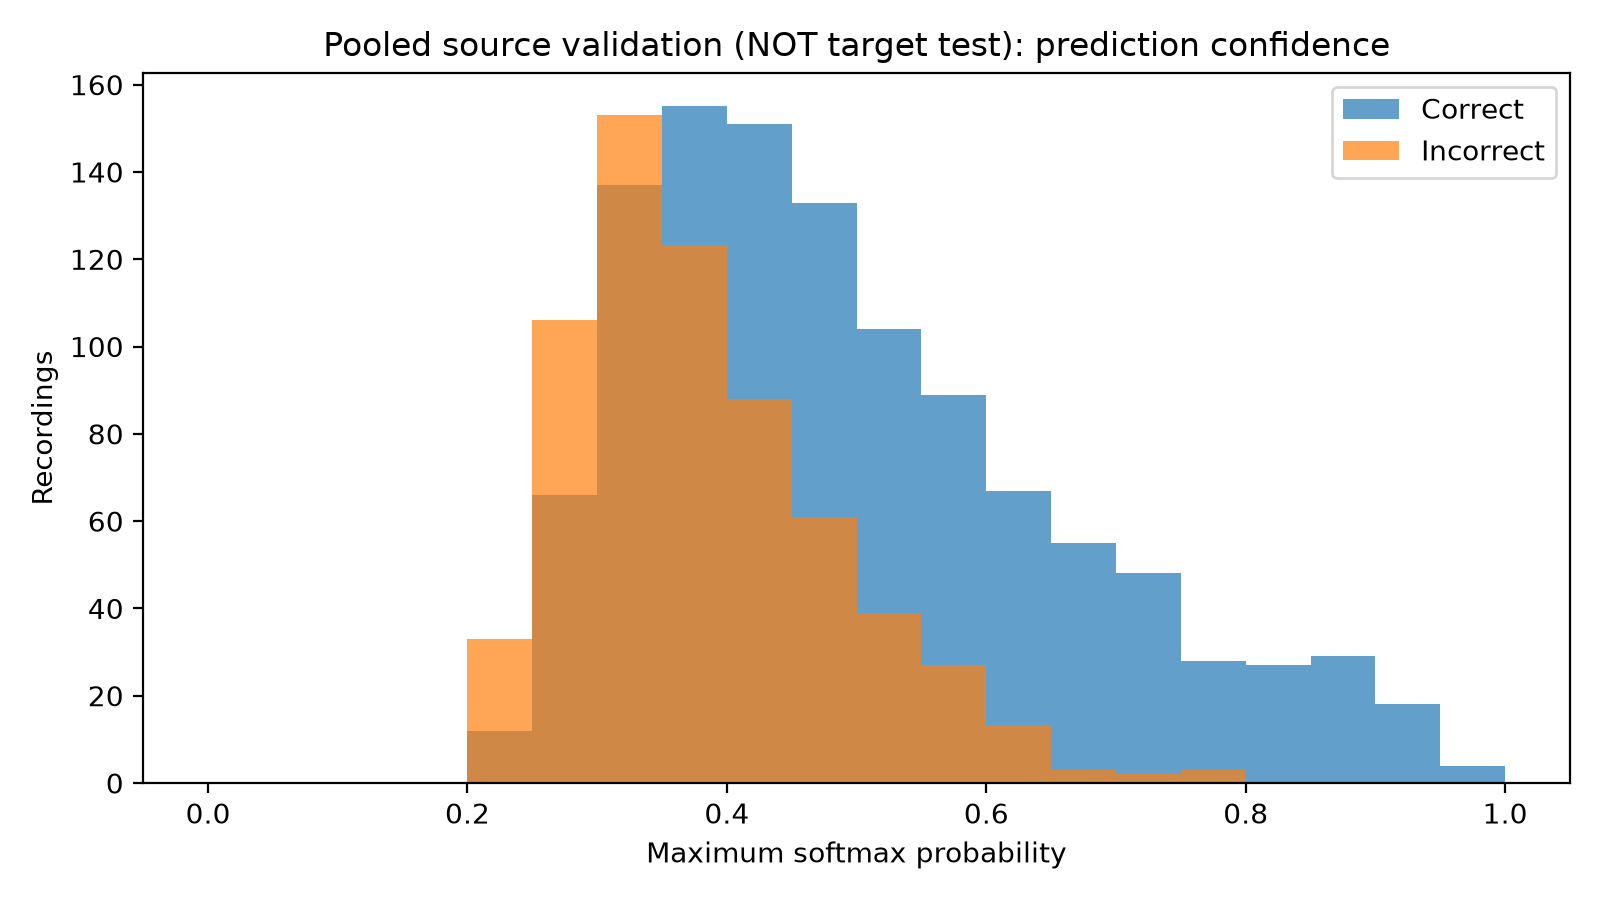 Pooled source validation (NOT target test): prediction confidence
Correct
Incorrect
160
140
120
100
80
60
40
20
0
Recordings
0.0 0.2 0.4 0.6 0.8 1.0
Maximum softmax probability